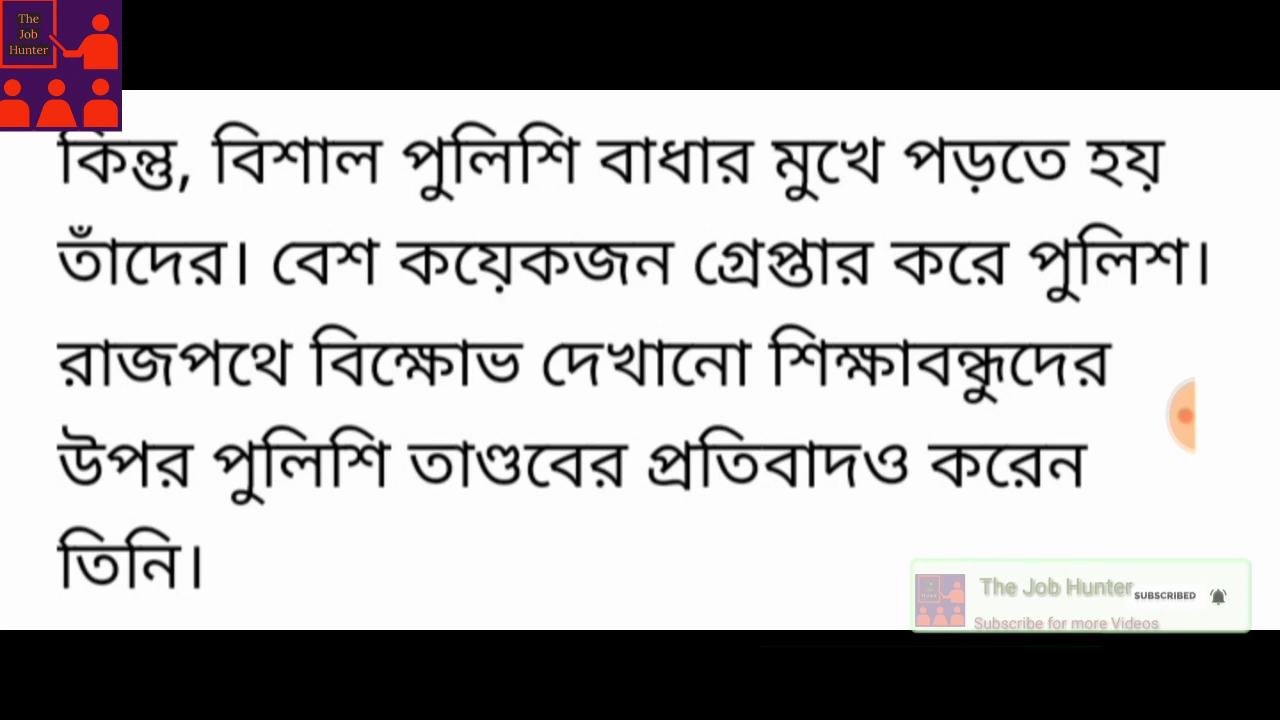 The
Job
Hunter
কিন্তু, বিশাল পুলিশি বাধার মুখে পড়তে হয়
তাঁদের। বেশ কয়েকজন গ্রেপ্তার করে পুলিশ।
রাজপথে বিক্ষোভ দেখানো শিক্ষাবন্ধুদের
উপর পুলিশি তাণ্ডবের প্রতিবাদও করেন
তিনি।
The Job Hunter
SUBSCRIBED
Subscribe for more Videos